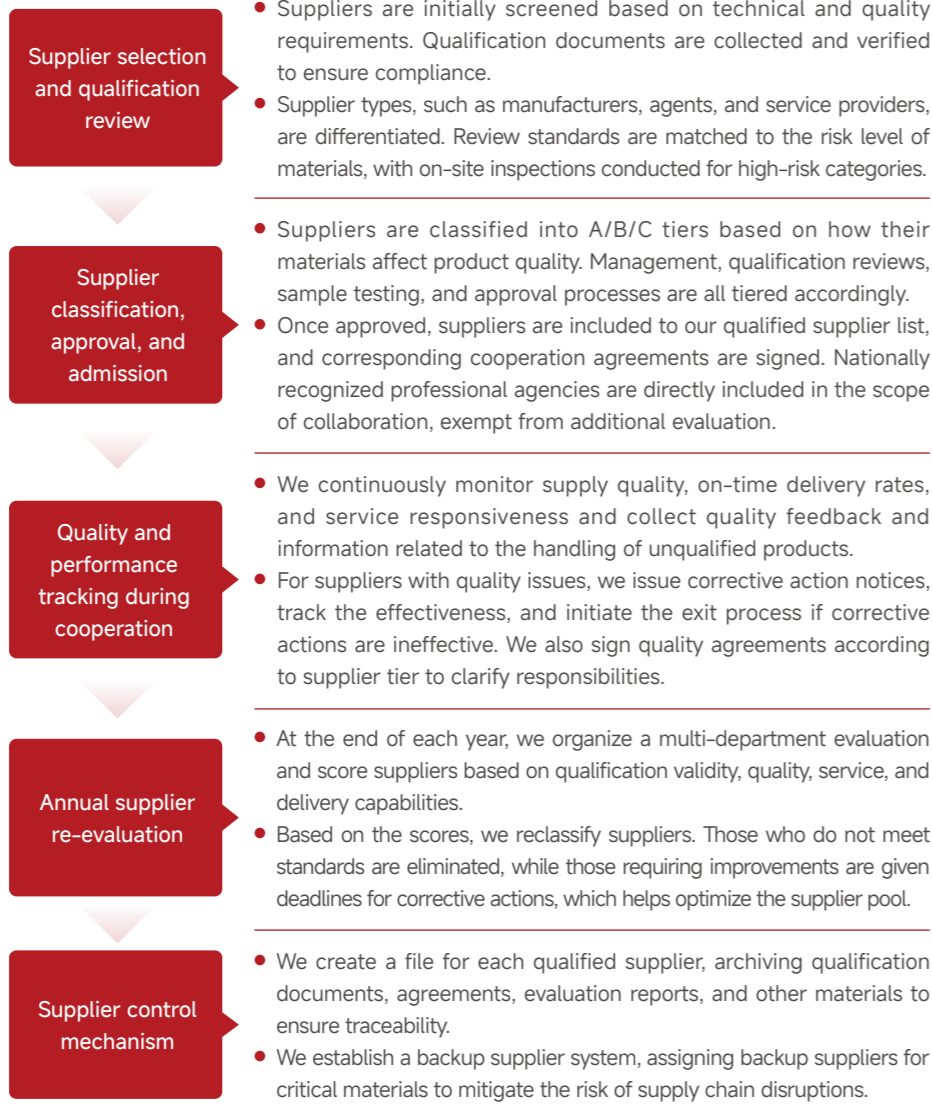 Supplier selection
and qualification
review
• Suppliers are initially screened based on technical and quality
requirements. Qualification documents are collected and verified
to ensure compliance.
• Supplier types, such as manufacturers, agents, and service providers,
are differentiated. Review standards are matched to the risk level of
materials, with on-site inspections conducted for high-risk categories.
Supplier
classification,
approval, and
admission
• Suppliers are classified into A/B/C tiers based on how their
materials affect product quality. Management, qualification reviews,
sample testing, and approval processes are all tiered accordingly.
• Once approved, suppliers are included to our qualified supplier list,
and corresponding cooperation agreements are signed. Nationally
recognized professional agencies are directly included in the scope
of collaboration, exempt from additional evaluation.
Quality and
performance
tracking during
cooperation
• We continuously monitor supply quality, on-time delivery rates,
and service responsiveness and collect quality feedback and
information related to the handling of unqualified products.
• For suppliers with quality issues, we issue corrective action notices,
track the effectiveness, and initiate the exit process if corrective
actions are ineffective. We also sign quality agreements according
to supplier tier to clarify responsibilities.
Annual supplier
re-evaluation
• At the end of each year, we organize a multi-department evaluation
and score suppliers based on qualification validity, quality, service, and
delivery capabilities.
• Based on the scores, we reclassify suppliers. Those who do not meet
standards are eliminated, while those requiring improvements are given
deadlines for corrective actions, which helps optimize the supplier pool.
Supplier control
mechanism
• We create a file for each qualified supplier, archiving qualification
documents, agreements, evaluation reports, and other materials to
ensure traceability.
• We establish a backup supplier system, assigning backup suppliers for
critical materials to mitigate the risk of supply chain disruptions.